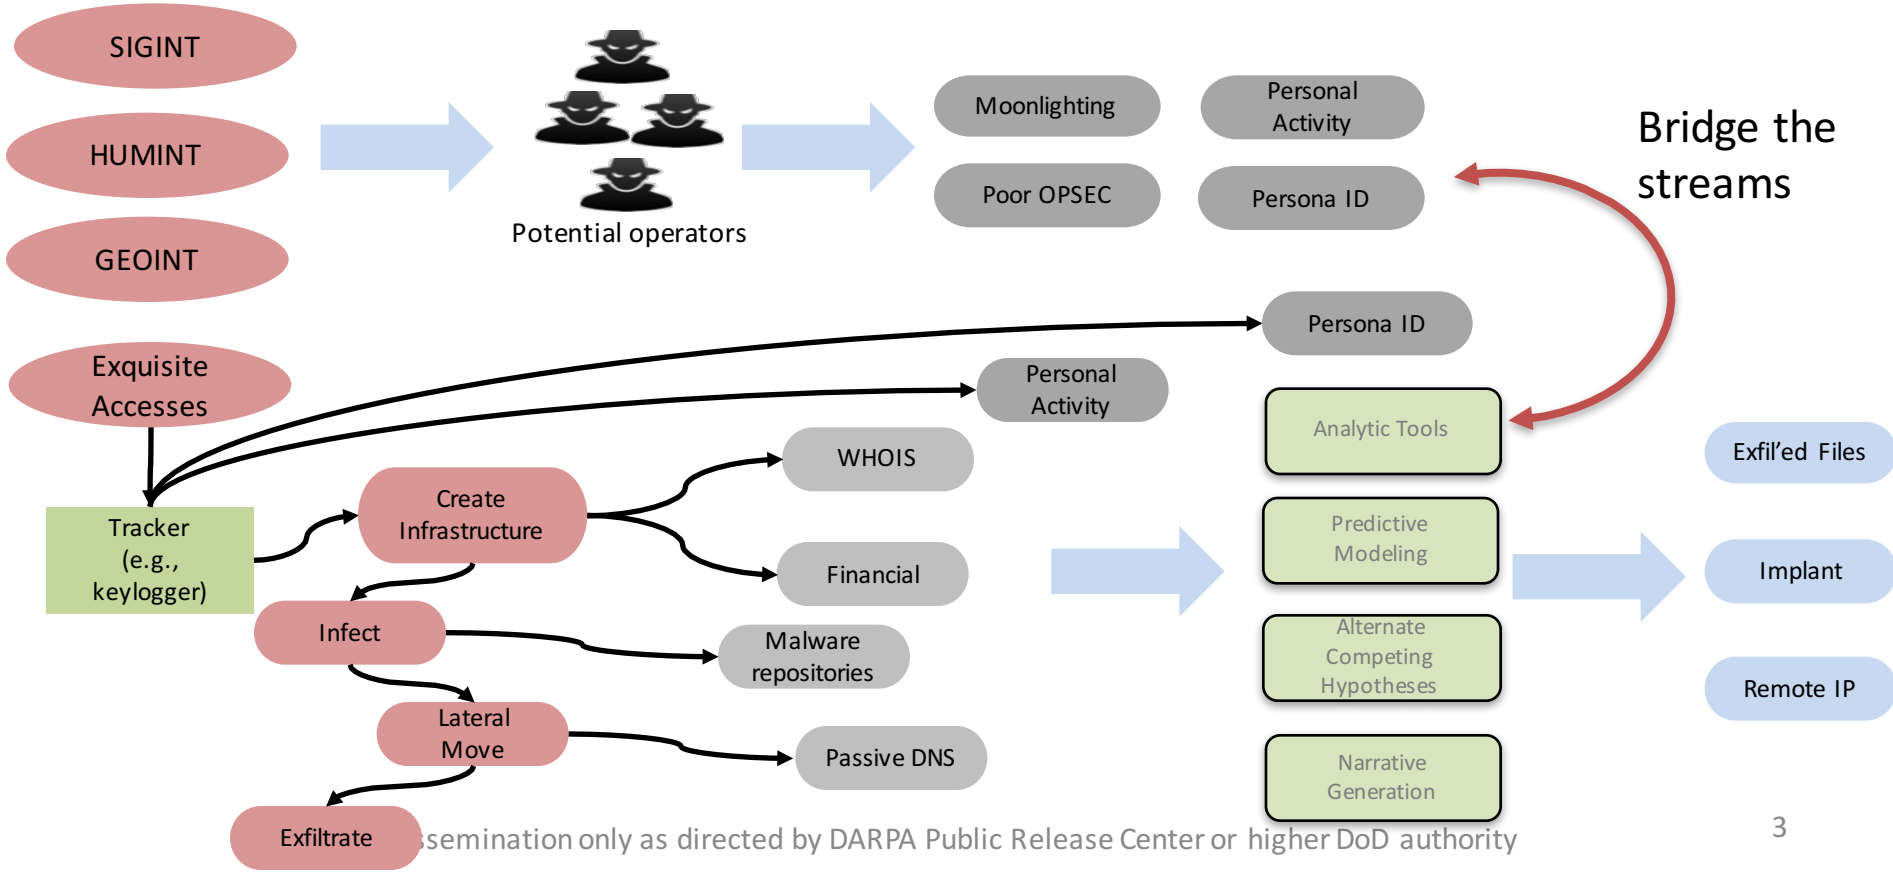 SIGINT
HUMINT
GEOINT
Exquisite
Accesses
Potential operators
Moonlighting
Personal
Activity
Poor OPSEC
Persona ID
Bridge the
streams
Persona ID
Personal
Activity
Tracker
(e.g.,
keylogger)
Create
Infrastructure
WHOIS
Financial
Infect
Malware
repositories
Lateral
Move
Passive DNS
Exfiltrate
Analytic Tools
Predictive
Modeling
Alternate
Competing
Hypotheses
Narrative
Generation
Exfil’ed Files
Implant
Remote IP
only as directed by DARPA Public Release Center or higher DoD authority
3